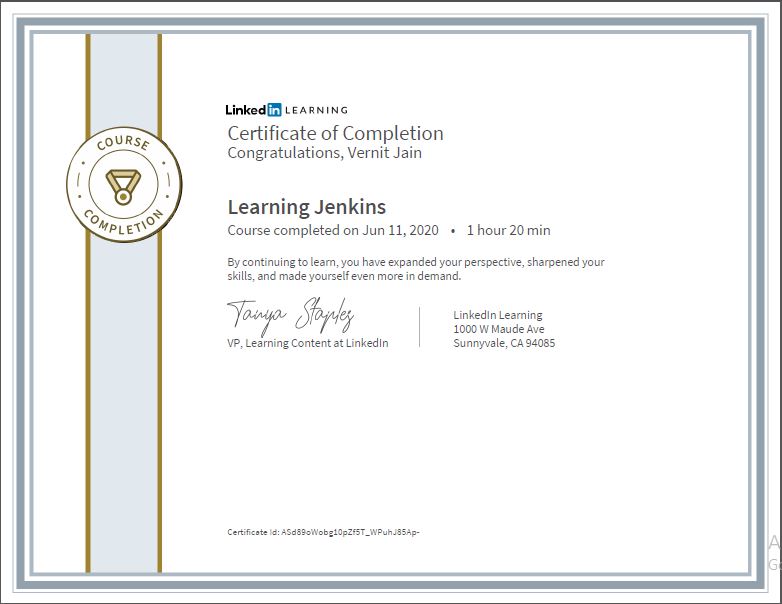 COURSE
COMPLETION
Linked in LEARNING
Certificate of Completion
Congratulations, Vernit Jain
Learning Jenkins
Course completed on Jun 11, 2020 • 1 hour 20 min
By continuing to learn, you have expanded your perspective, sharpened your
skills, and made yourself even more in demand.
Tanya Staples
VP, Learning Content at LinkedIn
LinkedIn Learning
1000 W Maude Ave
Sunnyvale, CA 94085
Certificate Id: ASd89oWobg10pZf5T_WPuhJ85Ap-